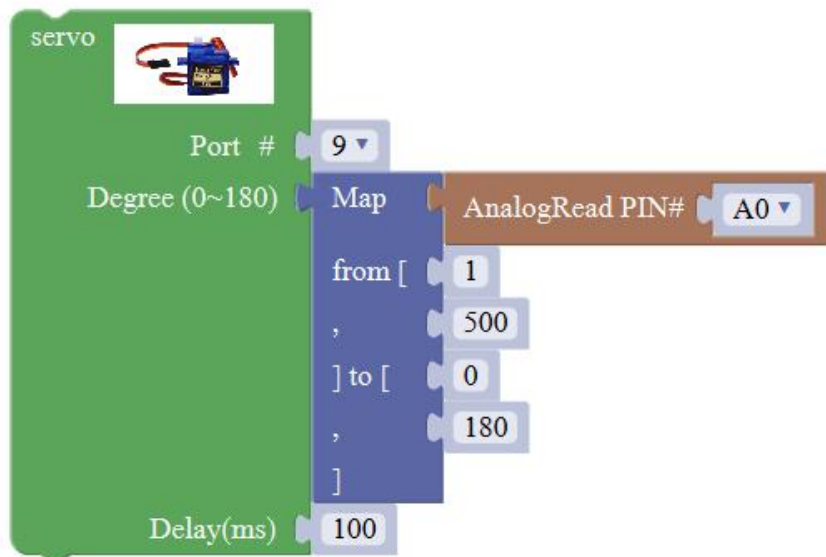 servo
Port # 9
Degree (0~180) Map AnalogRead PIN# A0
from [ 1
, 500
] to [ 0
, 180
]
Delay(ms) 100